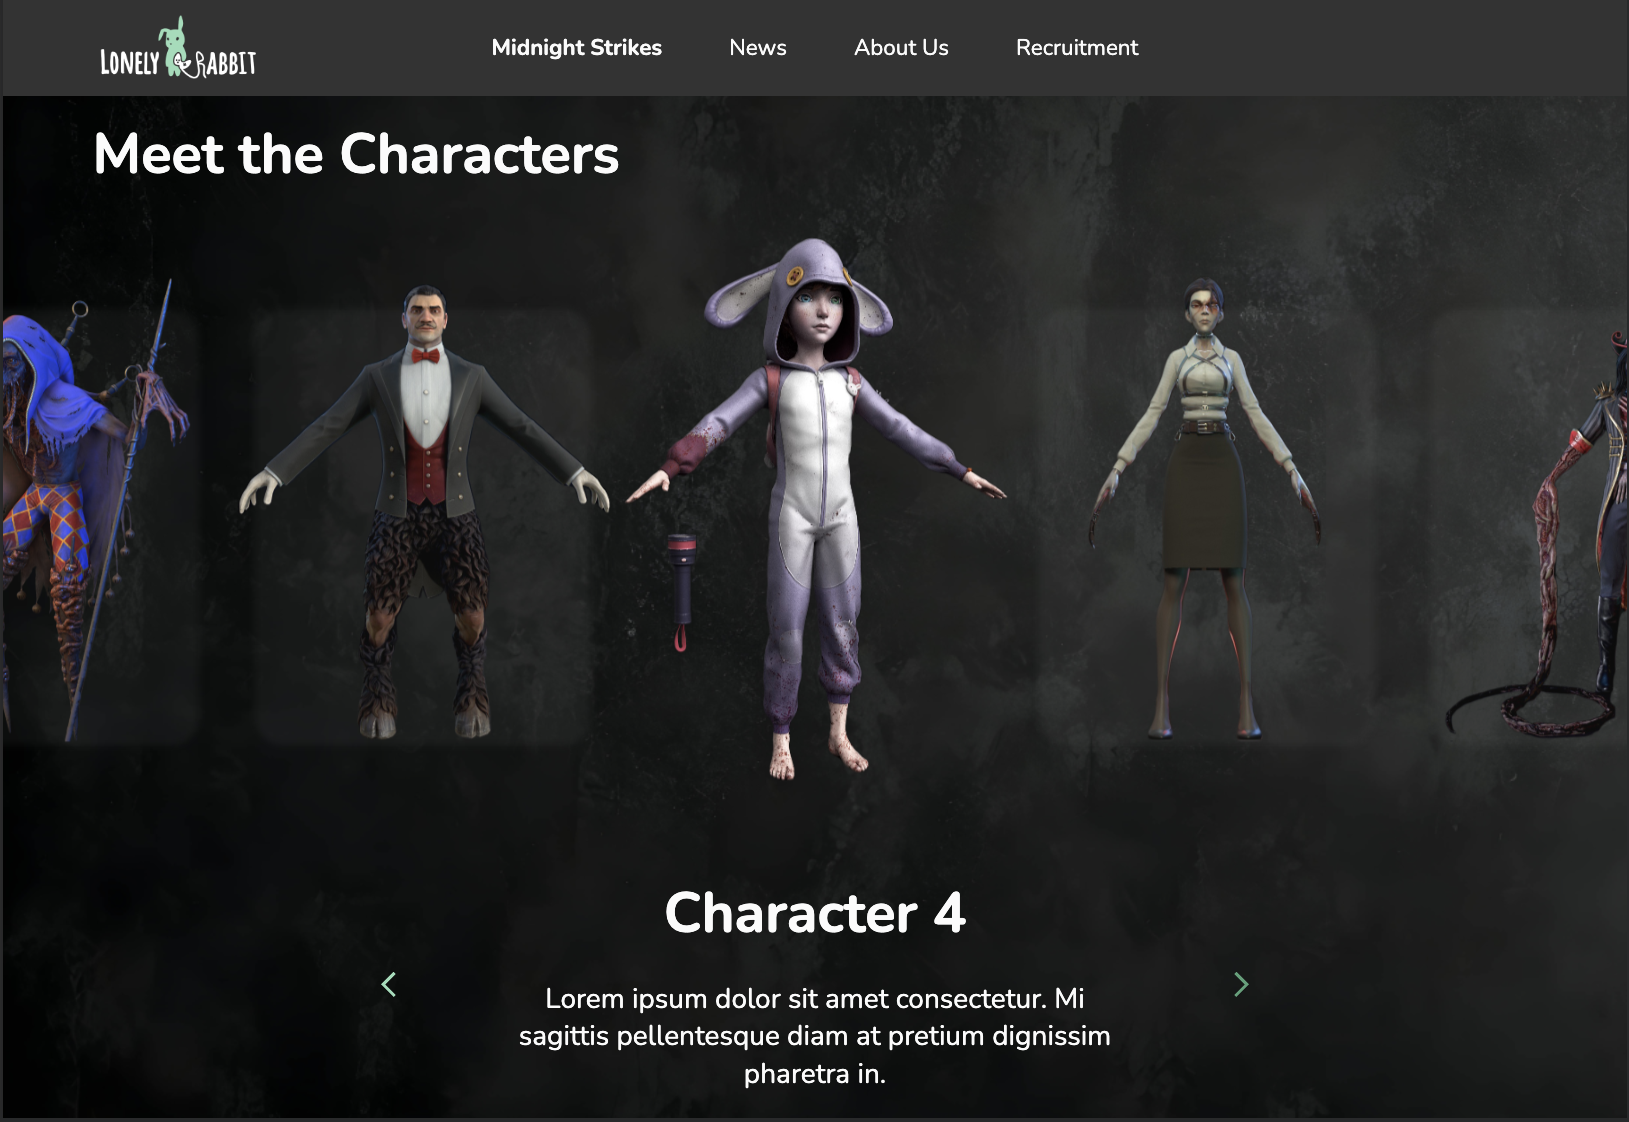 LONELY RABBIT
Midnight Strikes
News
About Us
Recruitment
Meet the Characters
Character 4
Lorem ipsum dolor sit amet consectetur. Mi
sagittis pellentesque diam at pretium dignissim
pharetra in.